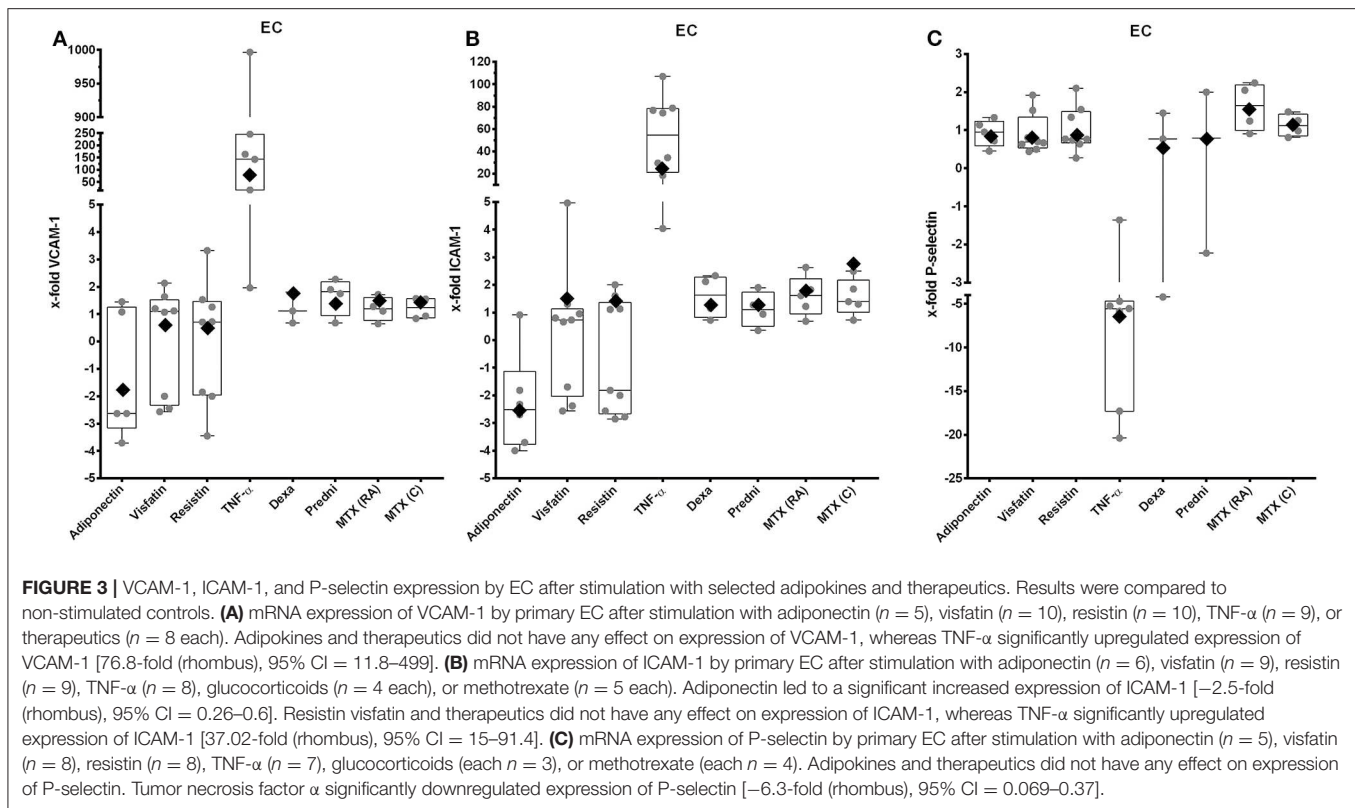 A
EC
x-fold VCAM-1
1000
950
900
250
200
150
100
50
5
4
3
2
1
0
-1
-2
-3
-4
-5
Adiponectin
Visfatin
Resistin
TNF-α
Dexa
Predni
MTX (RA)
MTX (C)
B
EC
x-fold ICAM-1
120
100
80
60
40
20
5
4
3
2
1
0
-1
-2
-3
-4
-5
Adiponectin
Visfatin
Resistin
TNF-α
Dexa
Predni
MTX (RA)
MTX (C)
C
EC
x-fold P-selectin
3
2
1
0
-1
-2
-3
-5
-10
-15
-20
-25
Adiponectin
Visfatin
Resistin
TNF-α
Dexa
Predni
MTX (RA)
MTX (C)
FIGURE 3 | VCAM-1, ICAM-1, and P-selectin expression by EC after stimulation with selected adipokines and therapeutics. Results were compared to
non-stimulated controls. (A) mRNA expression of VCAM-1 by primary EC after stimulation with adiponectin (n = 5), visfatin (n = 10), resistin (n = 10), TNF-α (n = 9), or
therapeutics (n = 8 each). Adipokines and therapeutics did not have any effect on expression of VCAM-1, whereas TNF-α significantly upregulated expression of
VCAM-1 [76.8-fold (rhombus), 95% CI = 11.8–499]. (B) mRNA expression of ICAM-1 by primary EC after stimulation with adiponectin (n = 6), visfatin (n = 9), resistin
(n = 9), TNF-α (n = 8), glucocorticoids (n = 4 each), or methotrexate (n = 5 each). Adiponectin led to a significant increased expression of ICAM-1 [−2.5-fold
(rhombus), 95% CI = 0.26–0.6]. Resistin visfatin and therapeutics did not have any effect on expression of ICAM-1, whereas TNF-α significantly upregulated
expression of ICAM-1 [37.02-fold (rhombus), 95% CI = 15–91.4]. (C) mRNA expression of P-selectin by primary EC after stimulation with adiponectin (n = 5), visfatin
(n = 8), resistin (n = 8), TNF-α (n = 7), glucocorticoids (each n = 3), or methotrexate (each n = 4). Adipokines and therapeutics did not have any effect on expression
of P-selectin. Tumor necrosis factor α significantly downregulated expression of P-selectin [−6.3-fold (rhombus), 95% CI = 0.069–0.37].